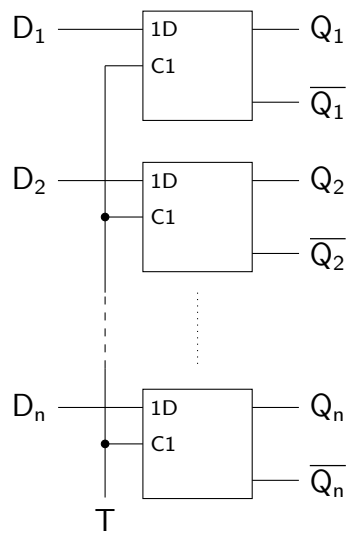 D₁ 1D Q₁
C1
Q̅₁
D₂ 1D Q₂
C1
Q̅₂
Dₙ 1D Qₙ
C1
Q̅ₙ
T